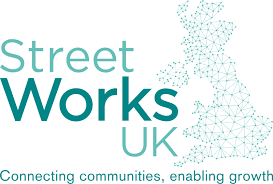 Street
Works
UK
Connecting communities, enabling growth